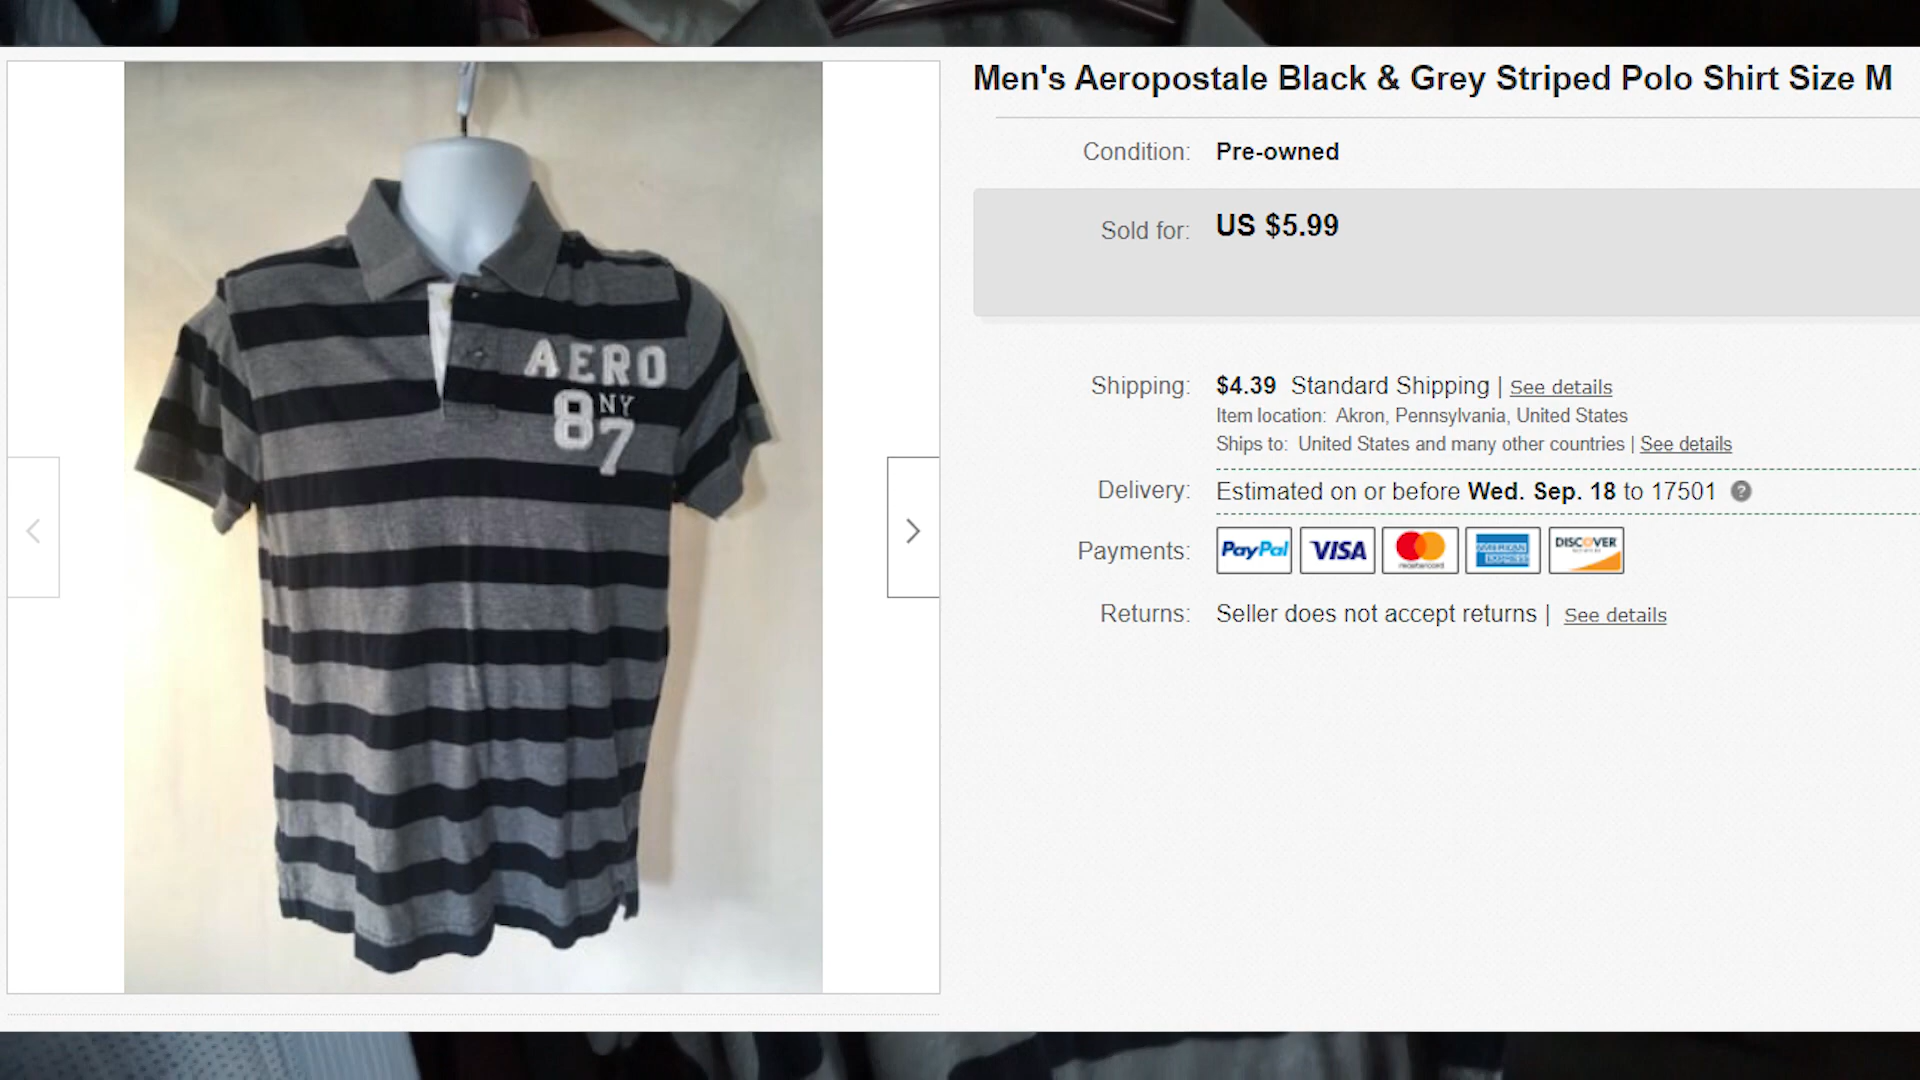 Men's Aeropostale Black & Grey Striped Polo Shirt Size M
Condition: Pre-owned
Sold for: US $5.99
AERO
NY
87
Shipping: $4.39 Standard Shipping | See details
Item location: Akron, Pennsylvania, United States
Ships to: United States and many other countries | See details
Delivery: Estimated on or before Wed. Sep. 18 to 17501 ?
Payments: PayPal VISA mastercard AMERICAN EXPRESS DISCOVER
Returns: Seller does not accept returns | See details